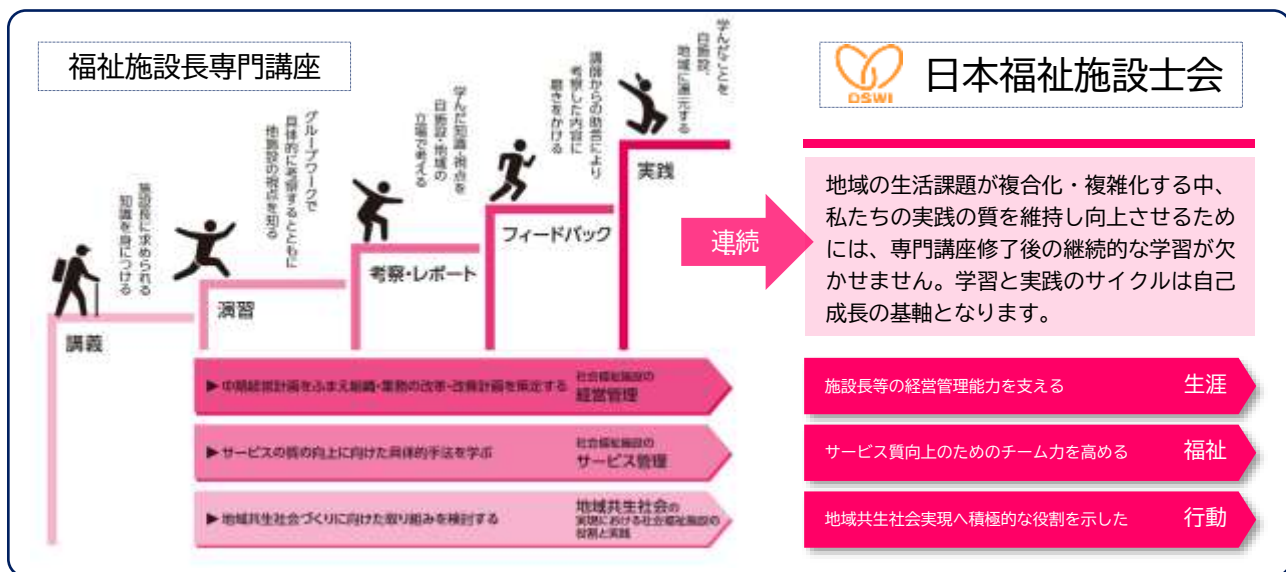 福祉施設長専門講座
施設長に求められる
知識を身につける
講義
グループワークで
具体的に考察するとともに
他施設の視点を知る
演習
学んだ知識・視点を
自施設・地域の
立場で考える
考察・レポート
講師からの助言により
考察した内容に
磨きをかける
フィードバック
学んだことを
自施設、
地域に還元する
実践
▶中期経営計画をふまえ組織・業務の改革・改善計画を策定する
社会福祉施設の
経営管理
▶サービスの質の向上に向けた具体的手法を学ぶ
社会福祉施設の
サービス管理
▶地域共生社会づくりに向けた取り組みを検討する
地域共生社会の
実現における社会福祉施設の
役割と実践
連続
DSWI
日本福祉施設士会
地域の生活課題が複合化・複雑化する中、
私たちの実践の質を維持し向上させるため
には、専門講座修了後の継続的な学習が欠
かせません。学習と実践のサイクルは自己
成長の基軸となります。
施設長等の経営管理能力を支える 生涯
サービス質向上のためのチーム力を高める 福祉
地域共生社会実現へ積極的な役割を示した 行動